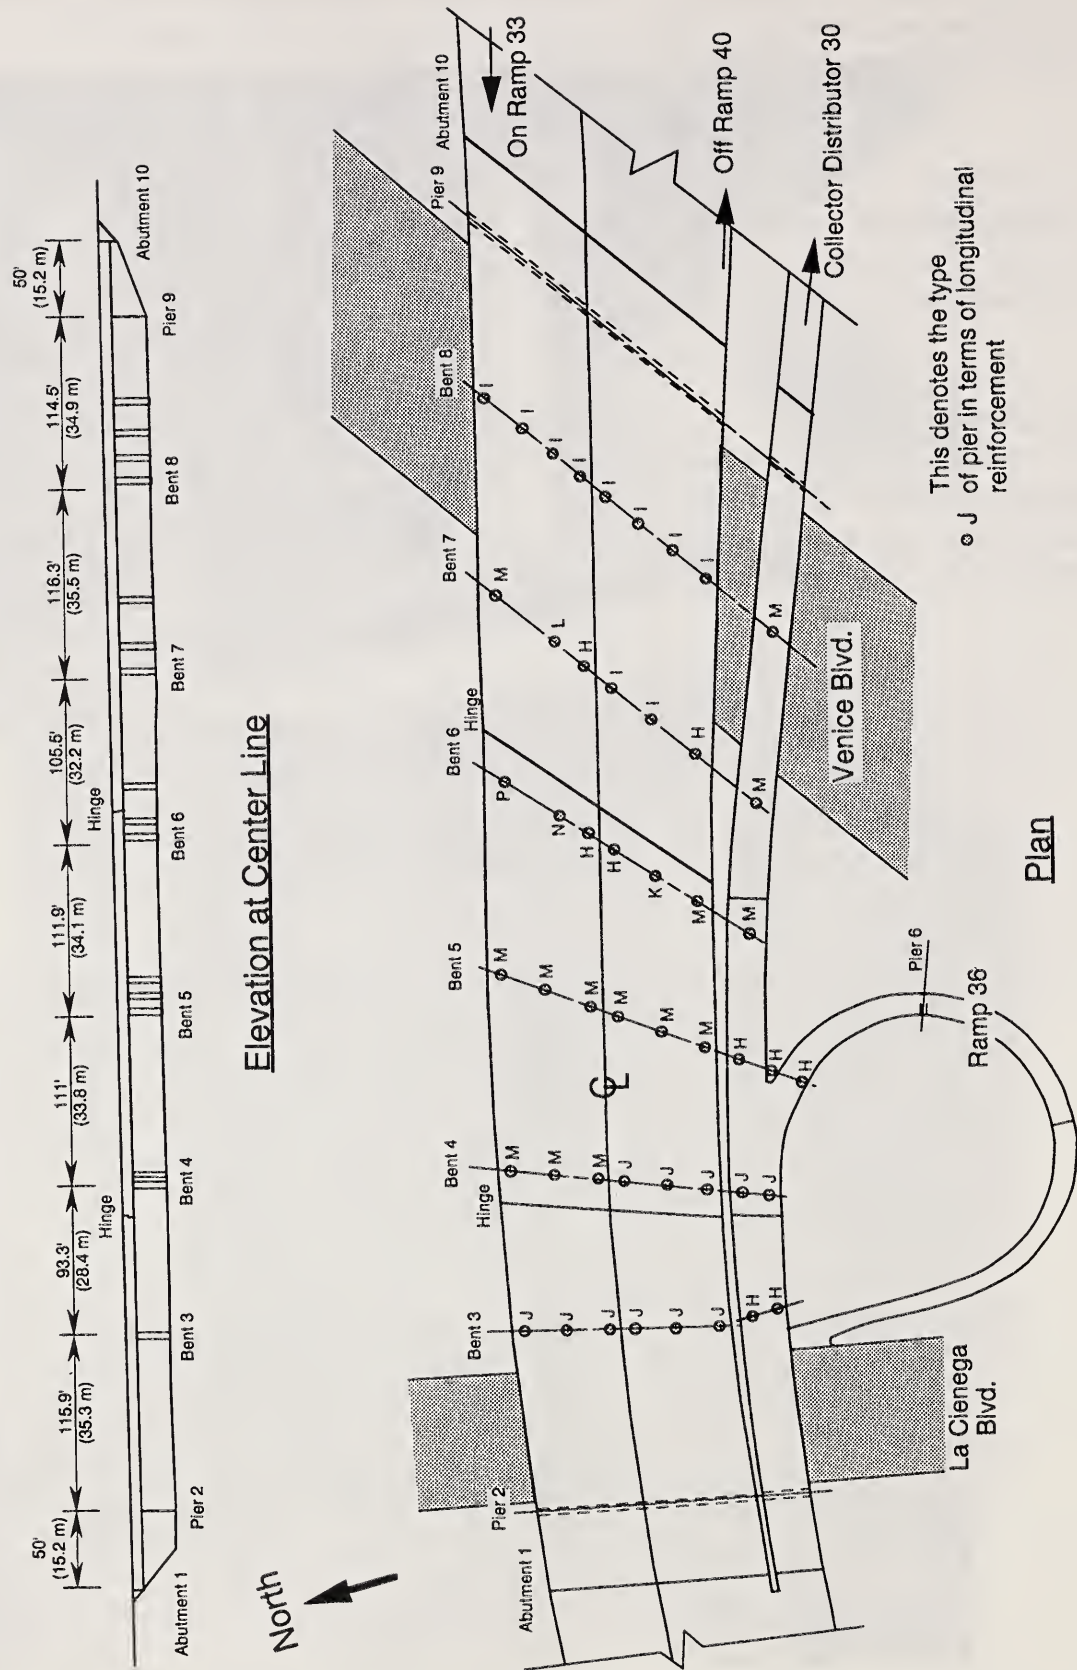 50'
(15.2 m)
115.9'
(35.3 m)
93.3'
(28.4 m)
111'
(33.8 m)
111.9'
(34.1 m)
105.5'
(32.2 m)
116.3'
(35.5 m)
114.5'
(34.9 m)
50'
(15.2 m)
Hinge
Hinge
Abutment 1
Pier 2
Bent 3
Bent 4
Bent 5
Bent 6
Bent 7
Bent 8
Pier 9
Abutment 10
Elevation at Center Line
North
Abutment 1
Pier 2
Bent 3
Hinge
Bent 4
Bent 5
Bent 6
Hinge
Bent 7
Bent 8
Pier 9
Abutment 10
On Ramp 33
J
J
J
J
J
J
H
H
M
M
M
J
J
J
J
J
M
M
M
M
M
M
H
H
H
P
N
H
H
K
M
M
M
L
H
I
I
H
M
I
I
I
I
I
I
I
I
M
CL
Off Ramp 40
Collector Distributor 30
La Cienega
Blvd.
Ramp 36
Pier 6
Venice Blvd.
This denotes the type
J of pier in terms of longitudinal
reinforcement
Plan